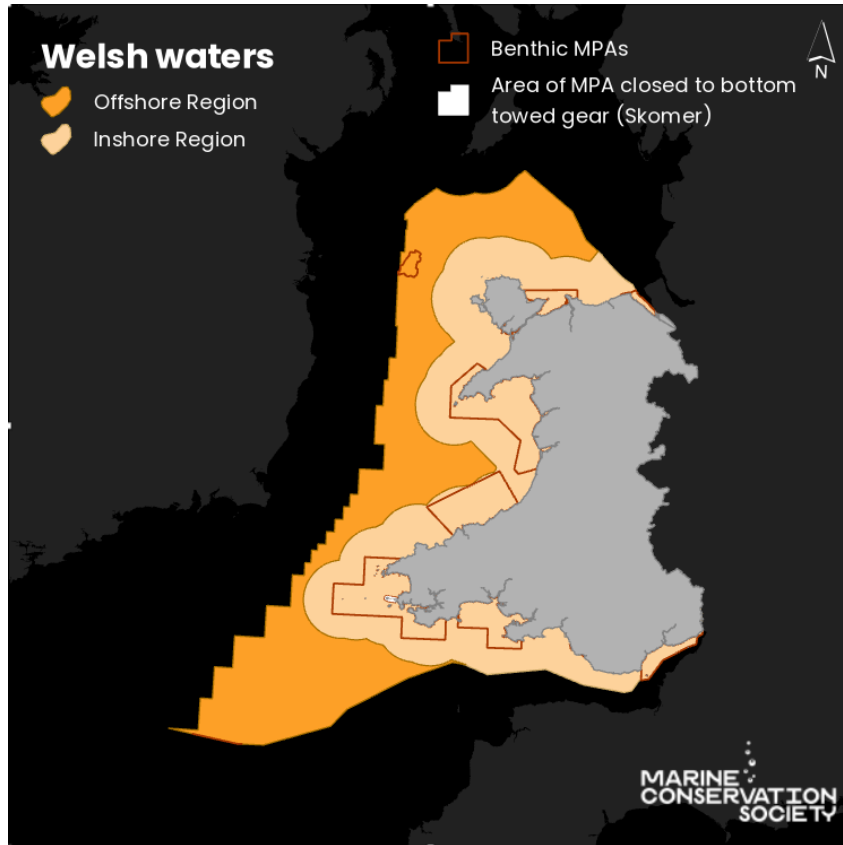 Welsh waters
Offshore Region
Inshore Region
Benthic MPAs
Area of MPA closed to bottom
towed gear (Skomer)
N
MARINE
CONSERVATION
SOCIETY